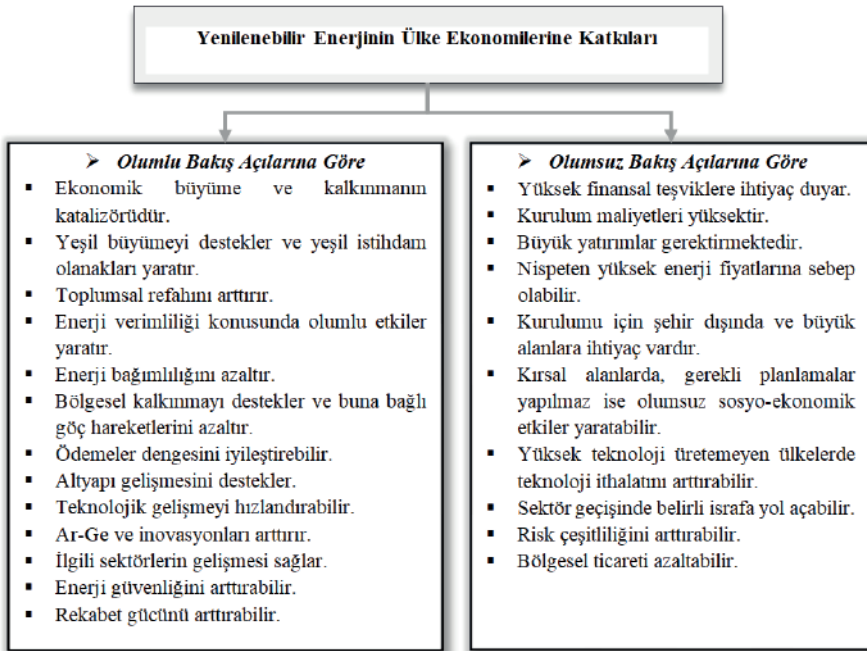 Yenilenebilir Enerjinin Ülke Ekonomilerine Katkıları
➢ Olumlu Bakış Açılarına Göre
▪ Ekonomik büyüme ve kalkınmanın
katalizörüdür.
▪ Yeşil büyümeyi destekler ve yeşil istihdam
olanakları yaratır.
▪ Toplumsal refahını arttırır.
▪ Enerji verimliliği konusunda olumlu etkiler
yaratır.
▪ Enerji bağımlılığını azaltır.
▪ Bölgesel kalkınmayı destekler ve buna bağlı
göç hareketlerini azaltır.
▪ Ödemeler dengesini iyileştirebilir.
▪ Altyapı gelişmesini destekler.
▪ Teknolojik gelişmeyi hızlandırabilir.
▪ Ar-Ge ve inovasyonları arttırır.
▪ İlgili sektörlerin gelişmesi sağlar.
▪ Enerji güvenliğini arttırabilir.
▪ Rekabet gücünü arttırabilir.
➢ Olumsuz Bakış Açılarına Göre
▪ Yüksek finansal teşviklere ihtiyaç duyar.
▪ Kurulum maliyetleri yüksektir.
▪ Büyük yatırımlar gerektirmektedir.
▪ Nispeten yüksek enerji fiyatlarına sebep
olabilir.
▪ Kurulumu için şehir dışında ve büyük
alanlara ihtiyaç vardır.
▪ Kırsal alanlarda, gerekli planlamalar
yapılmaz ise olumsuz sosyo-ekonomik
etkiler yaratabilir.
▪ Yüksek teknoloji üretemeyen ülkelerde
teknoloji ithalatını arttırabilir.
▪ Sektör geçişinde belirli israfa yol açabilir.
▪ Risk çeşitliliğini arttırabilir.
▪ Bölgesel ticareti azaltabilir.